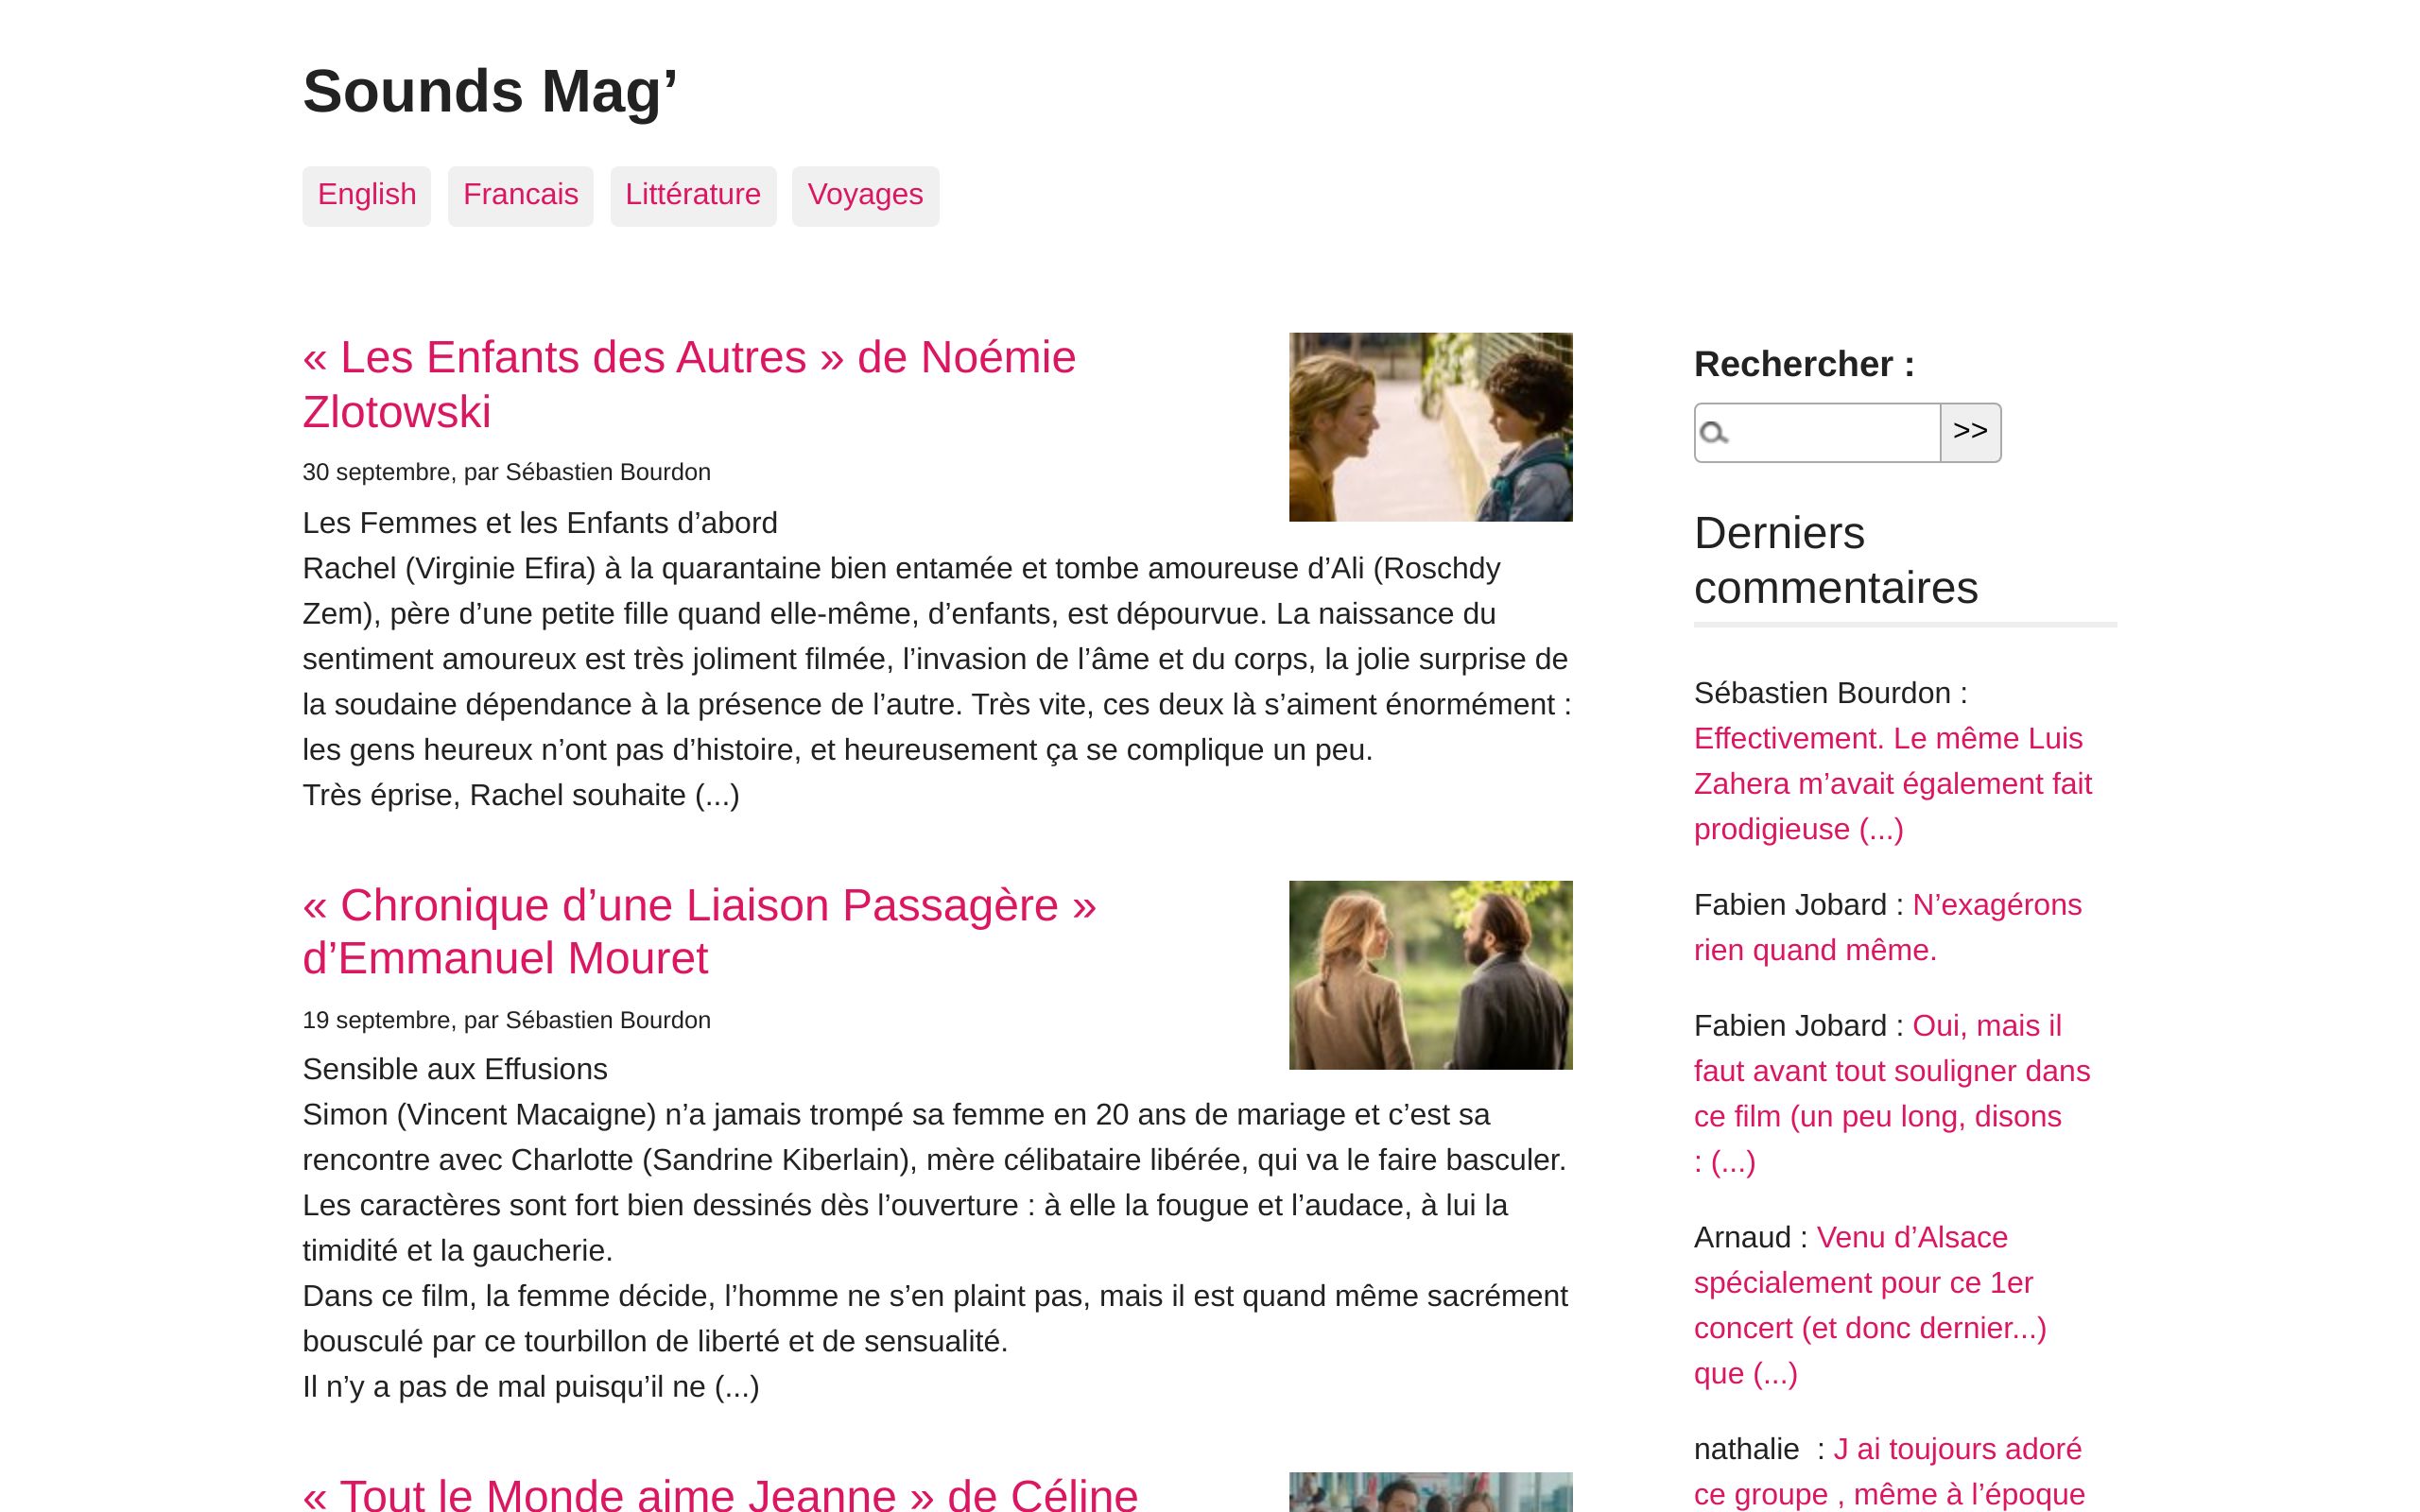 Sounds Mag’
English Francais Littérature Voyages
« Les Enfants des Autres » de Noémie
Zlotowski
30 septembre, par Sébastien Bourdon
Les Femmes et les Enfants d’abord
Rachel (Virginie Efira) à la quarantaine bien entamée et tombe amoureuse d’Ali (Roschdy
Zem), père d’une petite fille quand elle-même, d’enfants, est dépourvue. La naissance du
sentiment amoureux est très joliment filmée, l’invasion de l’âme et du corps, la jolie surprise de
la soudaine dépendance à la présence de l’autre. Très vite, ces deux là s’aiment énormément :
les gens heureux n’ont pas d’histoire, et heureusement ça se complique un peu.
Très éprise, Rachel souhaite (...)
« Chronique d’une Liaison Passagère »
d’Emmanuel Mouret
19 septembre, par Sébastien Bourdon
Sensible aux Effusions
Simon (Vincent Macaigne) n’a jamais trompé sa femme en 20 ans de mariage et c’est sa
rencontre avec Charlotte (Sandrine Kiberlain), mère célibataire libérée, qui va le faire basculer.
Les caractères sont fort bien dessinés dès l’ouverture : à elle la fougue et l’audace, à lui la
timidité et la gaucherie.
Dans ce film, la femme décide, l’homme ne s’en plaint pas, mais il est quand même sacrément
bousculé par ce tourbillon de liberté et de sensualité.
Il n’y a pas de mal puisqu’il ne (...)
« Tout le Monde aime Jeanne » de Céline
Rechercher :
>>
Derniers
commentaires
Sébastien Bourdon :
Effectivement. Le même Luis
Zahera m’avait également fait
prodigieuse (...)
Fabien Jobard : N’exagérons
rien quand même.
Fabien Jobard : Oui, mais il
faut avant tout souligner dans
ce film (un peu long, disons
: (...)
Arnaud : Venu d’Alsace
spécialement pour ce 1er
concert (et donc dernier...)
que (...)
nathalie  : J ai toujours adoré
ce groupe , même à l’époque